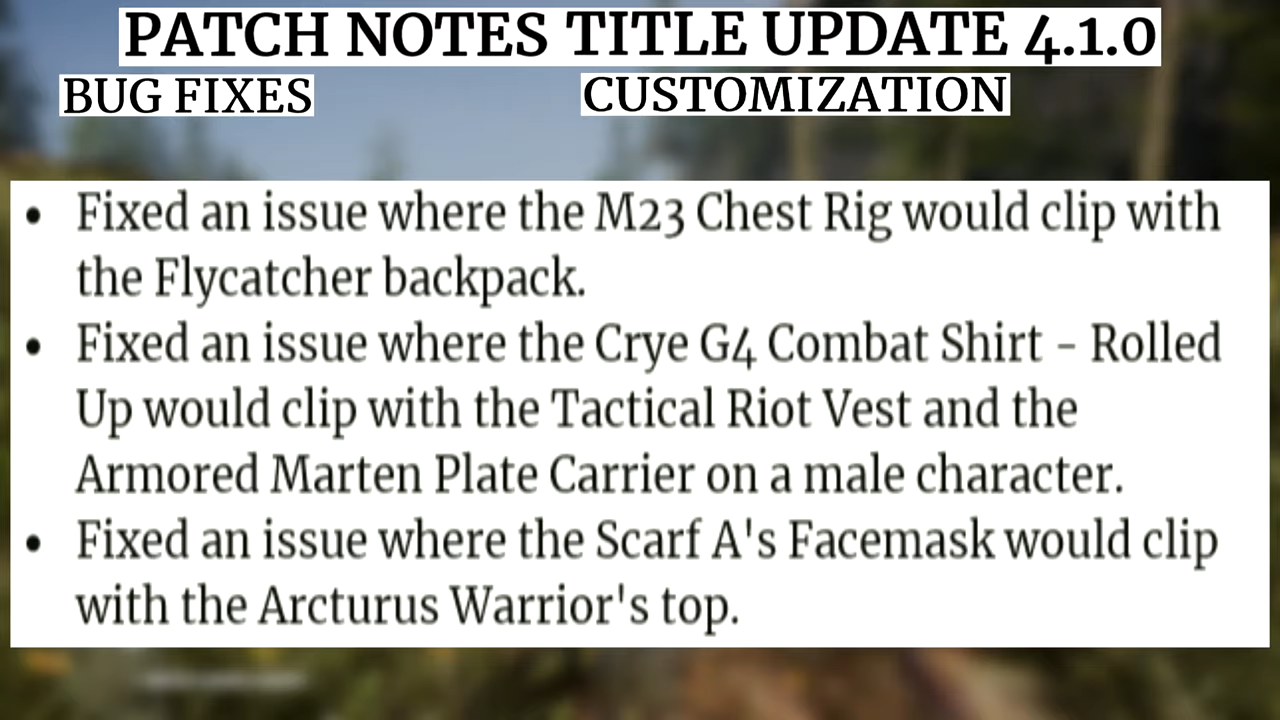 PATCH NOTES TITLE UPDATE 4.1.0
BUG FIXES
CUSTOMIZATION
• Fixed an issue where the M23 Chest Rig would clip with
the Flycatcher backpack.
• Fixed an issue where the Crye G4 Combat Shirt – Rolled
Up would clip with the Tactical Riot Vest and the
Armored Marten Plate Carrier on a male character.
• Fixed an issue where the Scarf A's Facemask would clip
with the Arcturus Warrior's top.